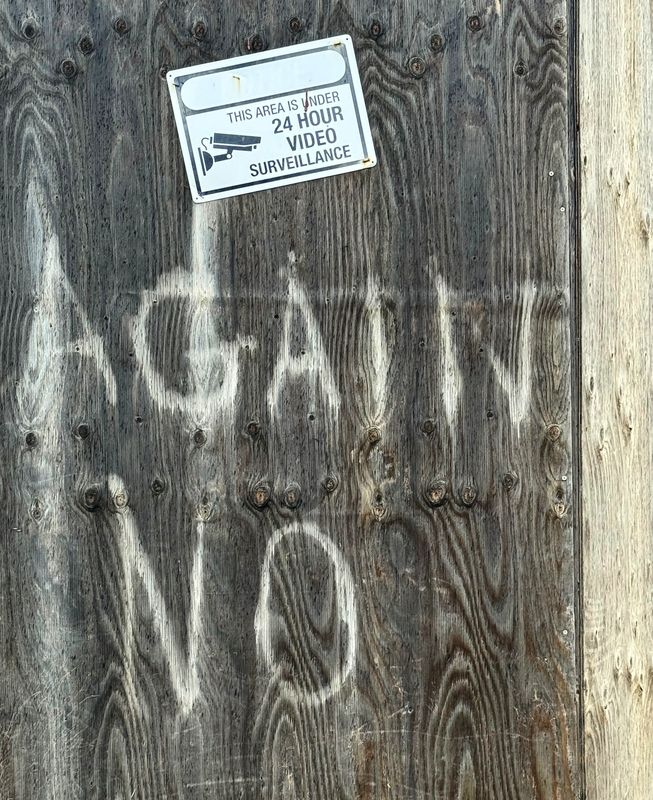 THIS AREA IS UNDER
24 HOUR
VIDEO
SURVEILLANCE
AGAIN
NO